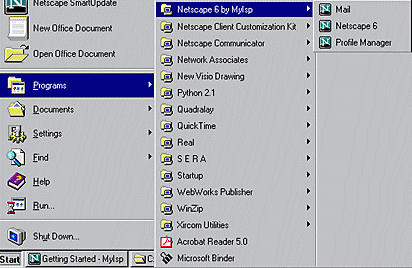 Netscape SmartUpdate
New Office Document
Open Office Document
Programs
Documents
Settings
Find
Help
Run...
Shut Down...
Start
Getting Started - MyIsp
Netscape 6 by MyIsp
Netscape Client Customization Kit
Netscape Communicator
Network Associates
New Visio Drawing
Python 2.1
Quadralay
QuickTime
Real
S E R A
Startup
WebWorks Publisher
WinZip
Xircom Utilities
Acrobat Reader 5.0
Microsoft Binder
Mail
Netscape 6
Profile Manager